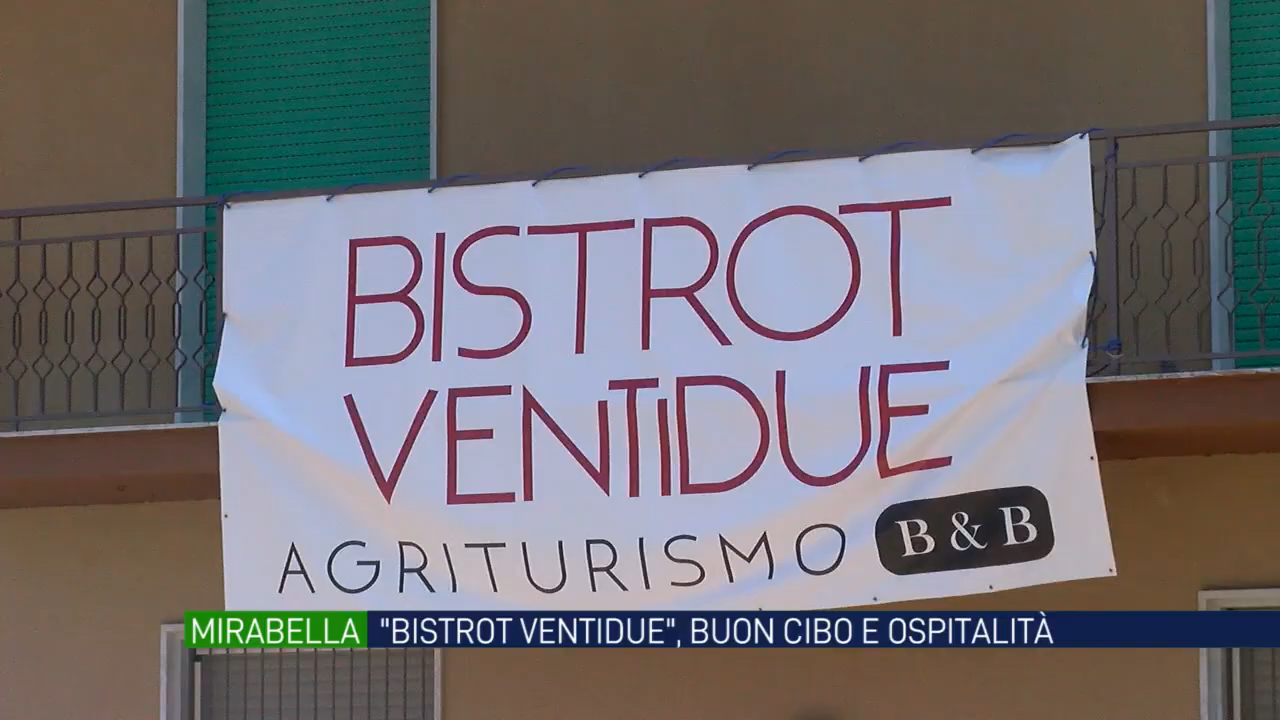 BISTROT
VENTIDUE
AGRITURISMO B & B
MIRABELLA "BISTROT VENTIDUE", BUON CIBO E OSPITALITÀ